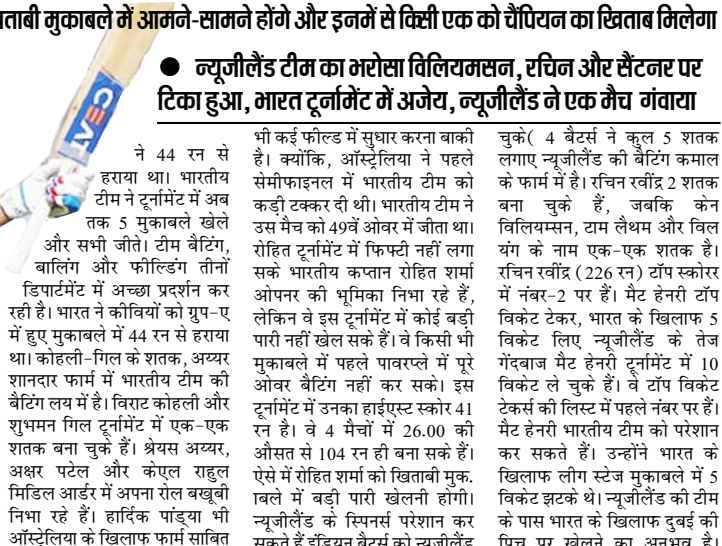 ताबी मुकाबले में आमने-सामने होंगे और इनमें से किसी एक को चैंपियन का खिताब मिलेगा
● न्यूजीलैंड टीम का भरोसा विलियमसन, रचिन और सैंटनर पर
टिका हुआ, भारत टूर्नामेंट में अजेय, न्यूजीलैंड ने एक मैच गंवाया
CEAT
ने 44 रन से
हराया था। भारतीय
टीम ने टूर्नामेंट में अब
तक 5 मुकाबले खेले
और सभी जीते। टीम बैटिंग,
बालिंग और फील्डिंग तीनों
डिपार्टमेंट में अच्छा प्रदर्शन कर
रही है। भारत ने कीवियों को ग्रुप-ए
में हुए मुकाबले में 44 रन से हराया
था। कोहली-गिल के शतक, अय्यर
शानदार फार्म में भारतीय टीम की
बैटिंग लय में है। विराट कोहली और
शुभमन गिल टूर्नामेंट में एक-एक
शतक बना चुके हैं। श्रेयस अय्यर,
अक्षर पटेल और केएल राहुल
मिडिल आर्डर में अपना रोल बखूबी
निभा रहे हैं। हार्दिक पांड्या भी
ऑस्ट्रेलिया के खिलाफ फार्म साबित
भी कई फील्ड में सुधार करना बाकी
है। क्योंकि, ऑस्ट्रेलिया ने पहले
सेमीफाइनल में भारतीय टीम को
कड़ी टक्कर दी थी। भारतीय टीम ने
उस मैच को 49वें ओवर में जीता था।
रोहित टूर्नामेंट में फिफ्टी नहीं लगा
सके भारतीय कप्तान रोहित शर्मा
ओपनर की भूमिका निभा रहे हैं,
लेकिन वे इस टूर्नामेंट में कोई बड़ी
पारी नहीं खेल सके हैं। वे किसी भी
मुकाबले में पहले पावरप्ले में पूरे
ओवर बैटिंग नहीं कर सके। इस
टूर्नामेंट में उनका हाईएस्ट स्कोर 41
रन है। वे 4 मैचों में 26.00 की
औसत से 104 रन ही बना सके हैं।
ऐसे में रोहित शर्मा को खिताबी मुक.
ाबले में बड़ी पारी खेलनी होगी।
न्यूजीलैंड के स्पिनर्स परेशान कर
सकते हैं इंडियन बैटर्स को न्यूजीलैंड
चुके( 4 बैटर्स ने कुल 5 शतक
लगाए न्यूजीलैंड की बैटिंग कमाल
के फार्म में है। रचिन रवींद्र 2 शतक
बना चुके हैं, जबकि केन
विलियम्सन, टाम लैथम और विल
यंग के नाम एक-एक शतक है।
रचिन रवींद्र (226 रन) टॉप स्कोरर
में नंबर-2 पर हैं। मैट हेनरी टॉप
विकेट टेकर, भारत के खिलाफ 5
विकेट लिए न्यूजीलैंड के तेज
गेंदबाज मैट हेनरी टूर्नामेंट में 10
विकेट ले चुके हैं। वे टॉप विकेट
टेकर्स की लिस्ट में पहले नंबर पर हैं।
मैट हेनरी भारतीय टीम को परेशान
कर सकते हैं। उन्होंने भारत के
खिलाफ लीग स्टेज मुकाबले में 5
विकेट झटके थे। न्यूजीलैंड की टीम
के पास भारत के खिलाफ दुबई की
पिच पर खेलने का अनुभव है।